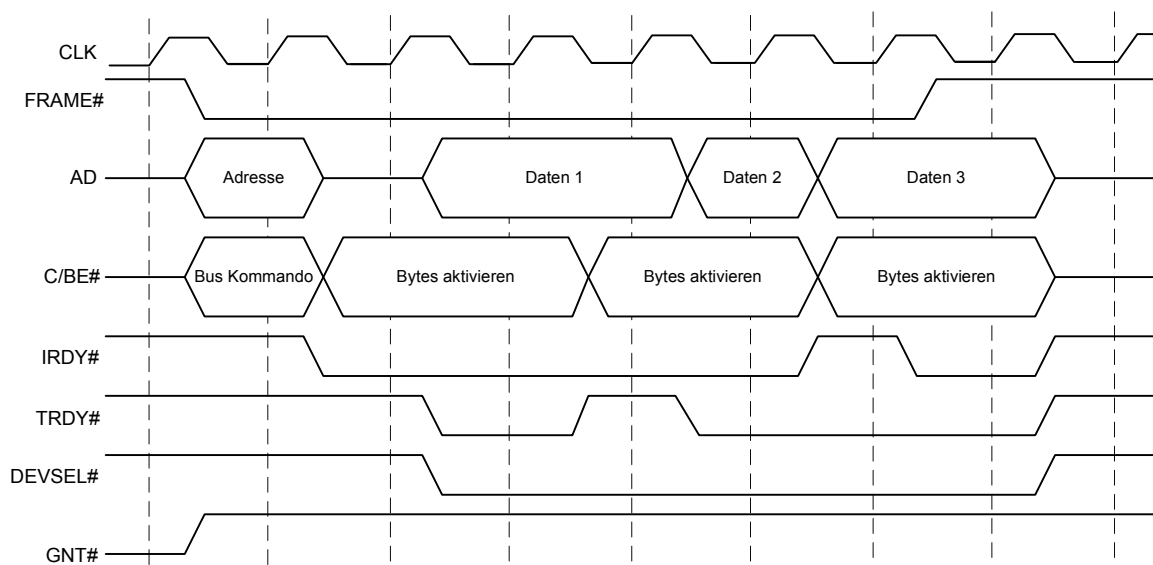 CLK
FRAME#
AD
Adresse
Daten 1
Daten 2
Daten 3
C/BE#
Bus Kommando
Bytes aktivieren
Bytes aktivieren
Bytes aktivieren
IRDY#
TRDY#
DEVSEL#
GNT#